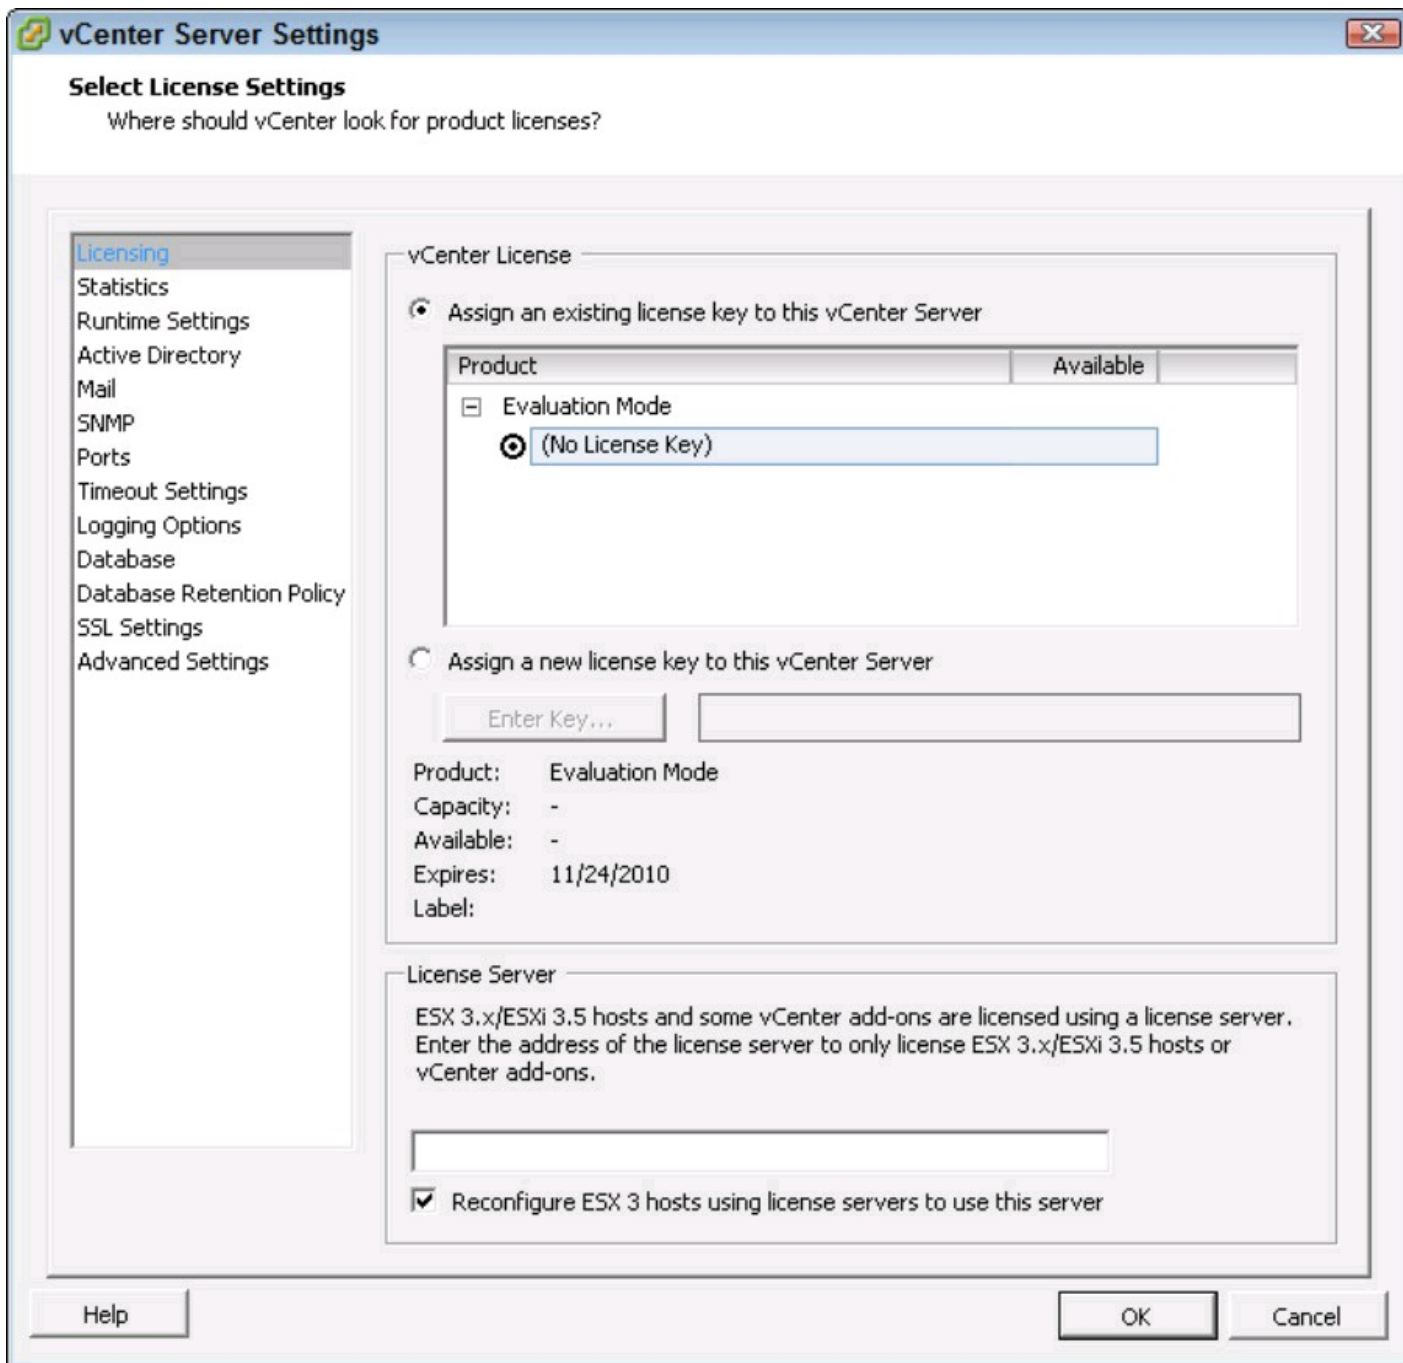 vCenter Server Settings
Select License Settings
Where should vCenter look for product licenses?
Licensing
Statistics
Runtime Settings
Active Directory
Mail
SNMP
Ports
Timeout Settings
Logging Options
Database
Database Retention Policy
SSL Settings
Advanced Settings
vCenter License
Assign an existing license key to this vCenter Server
Product Available
Evaluation Mode
(No License Key)
Assign a new license key to this vCenter Server
Enter Key...
Product: Evaluation Mode
Capacity: -
Available: -
Expires: 11/24/2010
Label:
License Server
ESX 3.x/ESXi 3.5 hosts and some vCenter add-ons are licensed using a license server.
Enter the address of the license server to only license ESX 3.x/ESXi 3.5 hosts or
vCenter add-ons.
Reconfigure ESX 3 hosts using license servers to use this server
Help OK Cancel